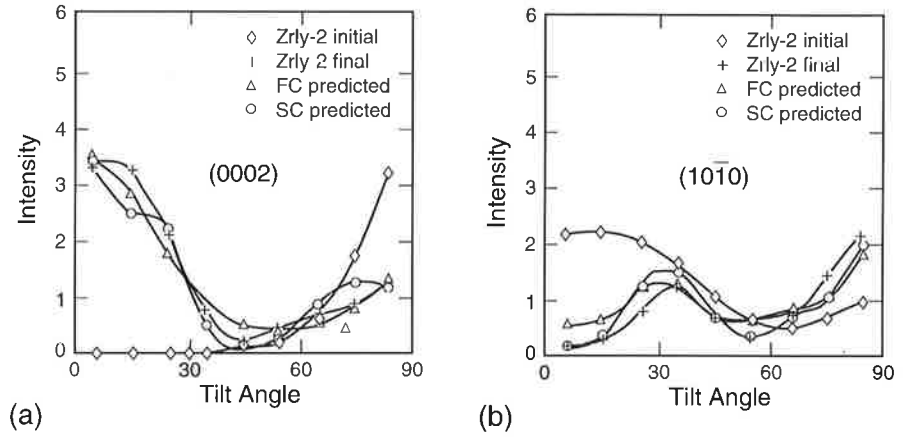 6
5
4
3
2
1
0
Intensity
◇ Zrly-2 initial
+ Zrly 2 final
△ FC predicted
○ SC predicted
(0002)
0 30 60 90
Tilt Angle
(a)
6
5
4
3
2
1
0
Intensity
◇ Zrly-2 initial
+ Zrly-2 final
△ FC predicted
○ SC predicted
(101̄0)
0 30 60 90
Tilt Angle
(b)